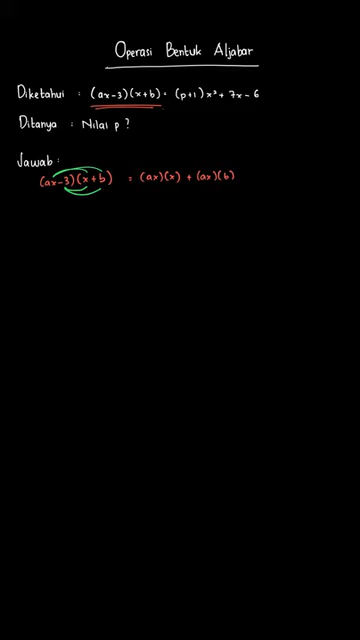 Operasi Bentuk Aljabar
Diketahui : (ax-3)(x+b) = (p+1)x² + 7x - 6
Ditanya : Nilai p ?
Jawab :
(ax-3)(x+b) = (ax)(x) + (ax)(b)